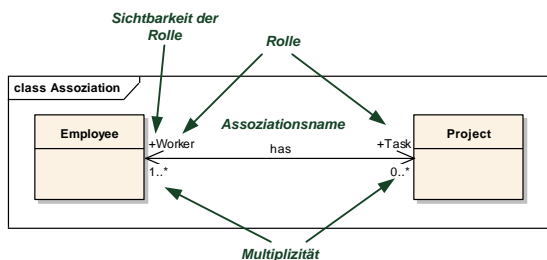 Sichtbarkeit der
Rolle
Rolle
class Assoziation
Employee
Assoziationsname
Project
+Worker
has
+Task
1..*
0..*
Multiplizität